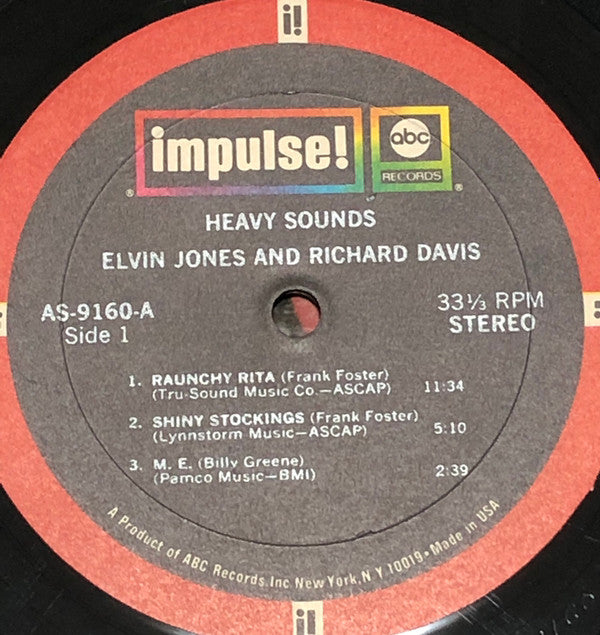 i!
impulse!
abc
RECORDS
®
®
HEAVY SOUNDS
ELVIN JONES AND RICHARD DAVIS
AS-9160-A
Side 1
33⅓ RPM
STEREO
1. RAUNCHY RITA (Frank Foster)
(Tru-Sound Music Co.—ASCAP) 11:34
2. SHINY STOCKINGS (Frank Foster)
(Lynnstorm Music—ASCAP) 5:10
3. M. E. (Billy Greene)
(Pamco Music—BMI) 2:39
A Product of ABC Records, Inc. New York, N.Y. 10019 • Made in USA
i!